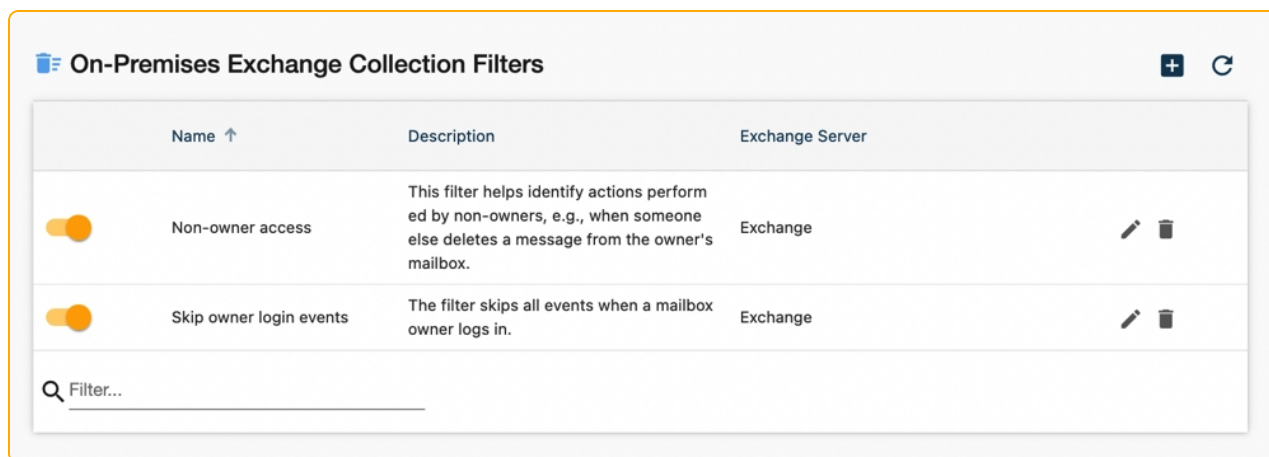 On-Premises Exchange Collection Filters
Name ↑ Description Exchange Server
This filter helps identify actions perform
ed by non-owners, e.g., when someone
else deletes a message from the owner's
mailbox.
Non-owner access
Exchange
The filter skips all events when a mailbox
owner logs in.
Skip owner login events
Exchange
Filter...